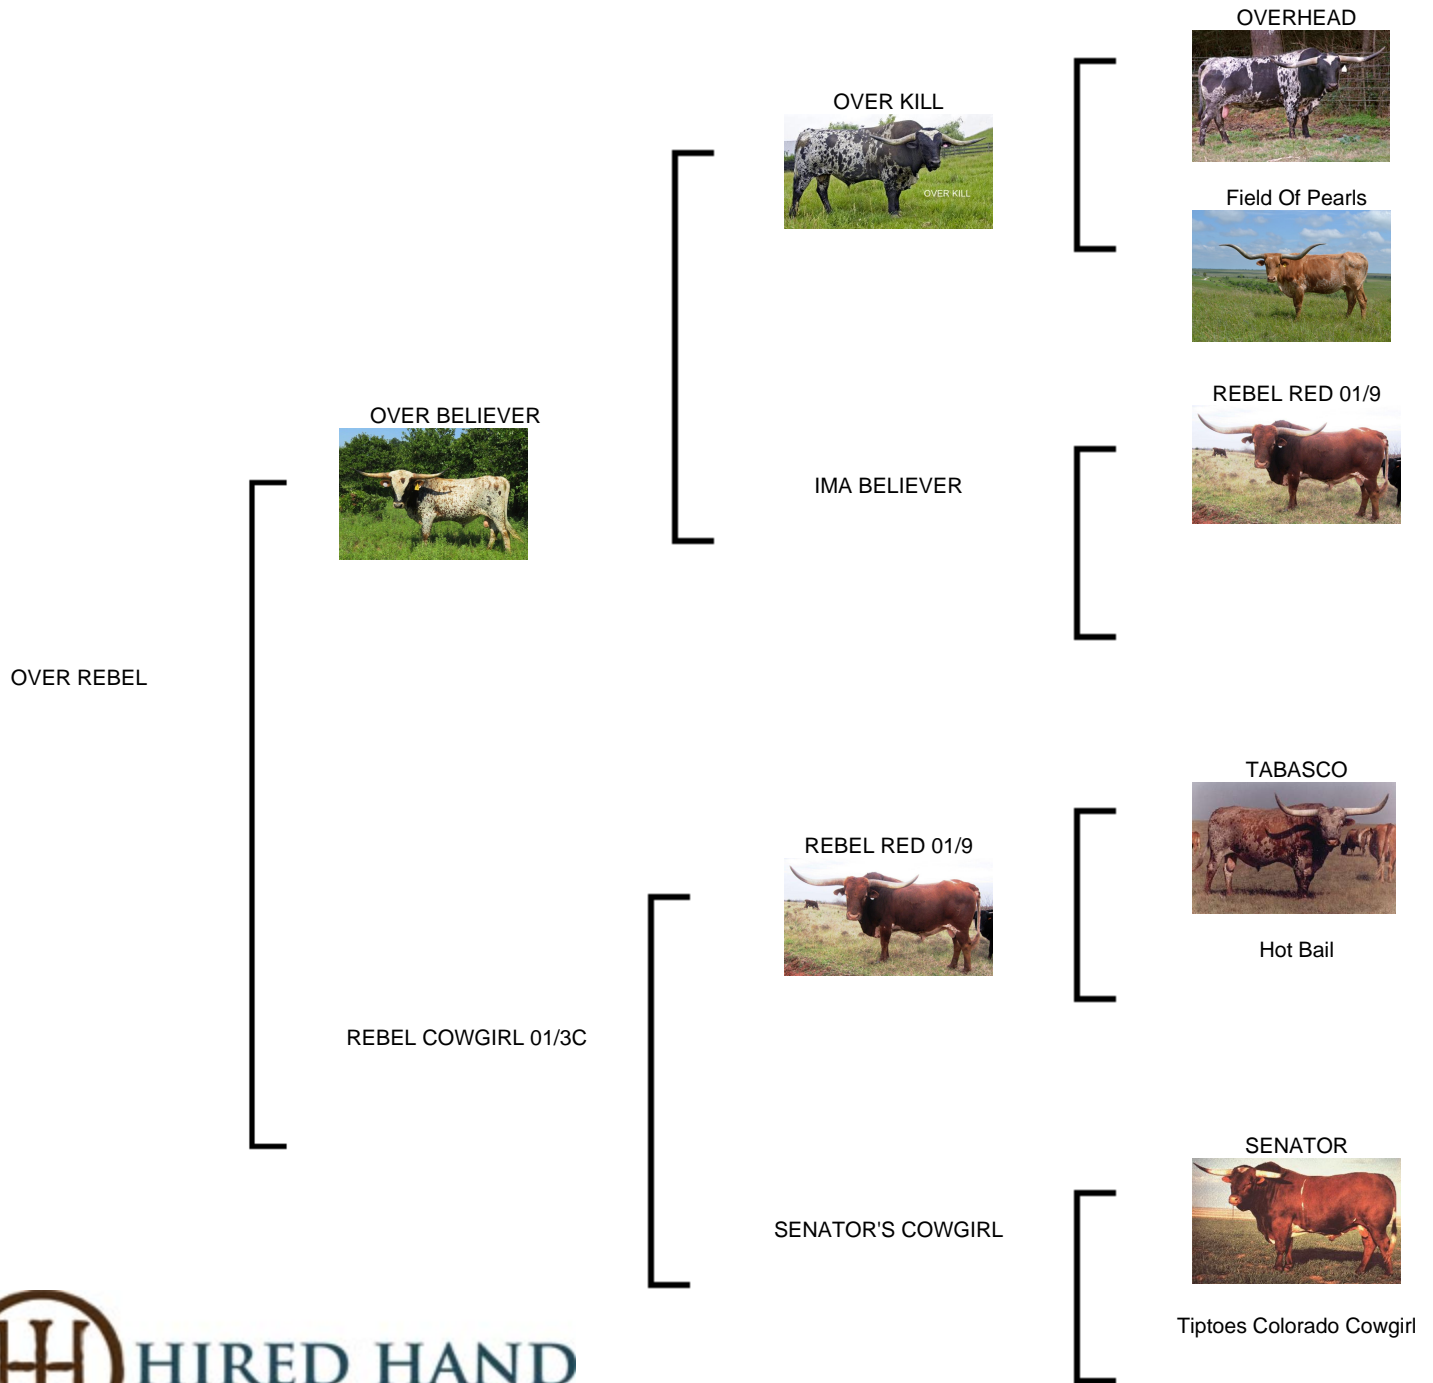 OVERHEAD
OVER KILL
OVER KILL
Field Of Pearls
REBEL RED 01/9
OVER BELIEVER
IMA BELIEVER
OVER REBEL
TABASCO
REBEL RED 01/9
Hot Bail
REBEL COWGIRL 01/3C
SENATOR
SENATOR'S COWGIRL
Tiptoes Colorado Cowgirl
HIRED HAND